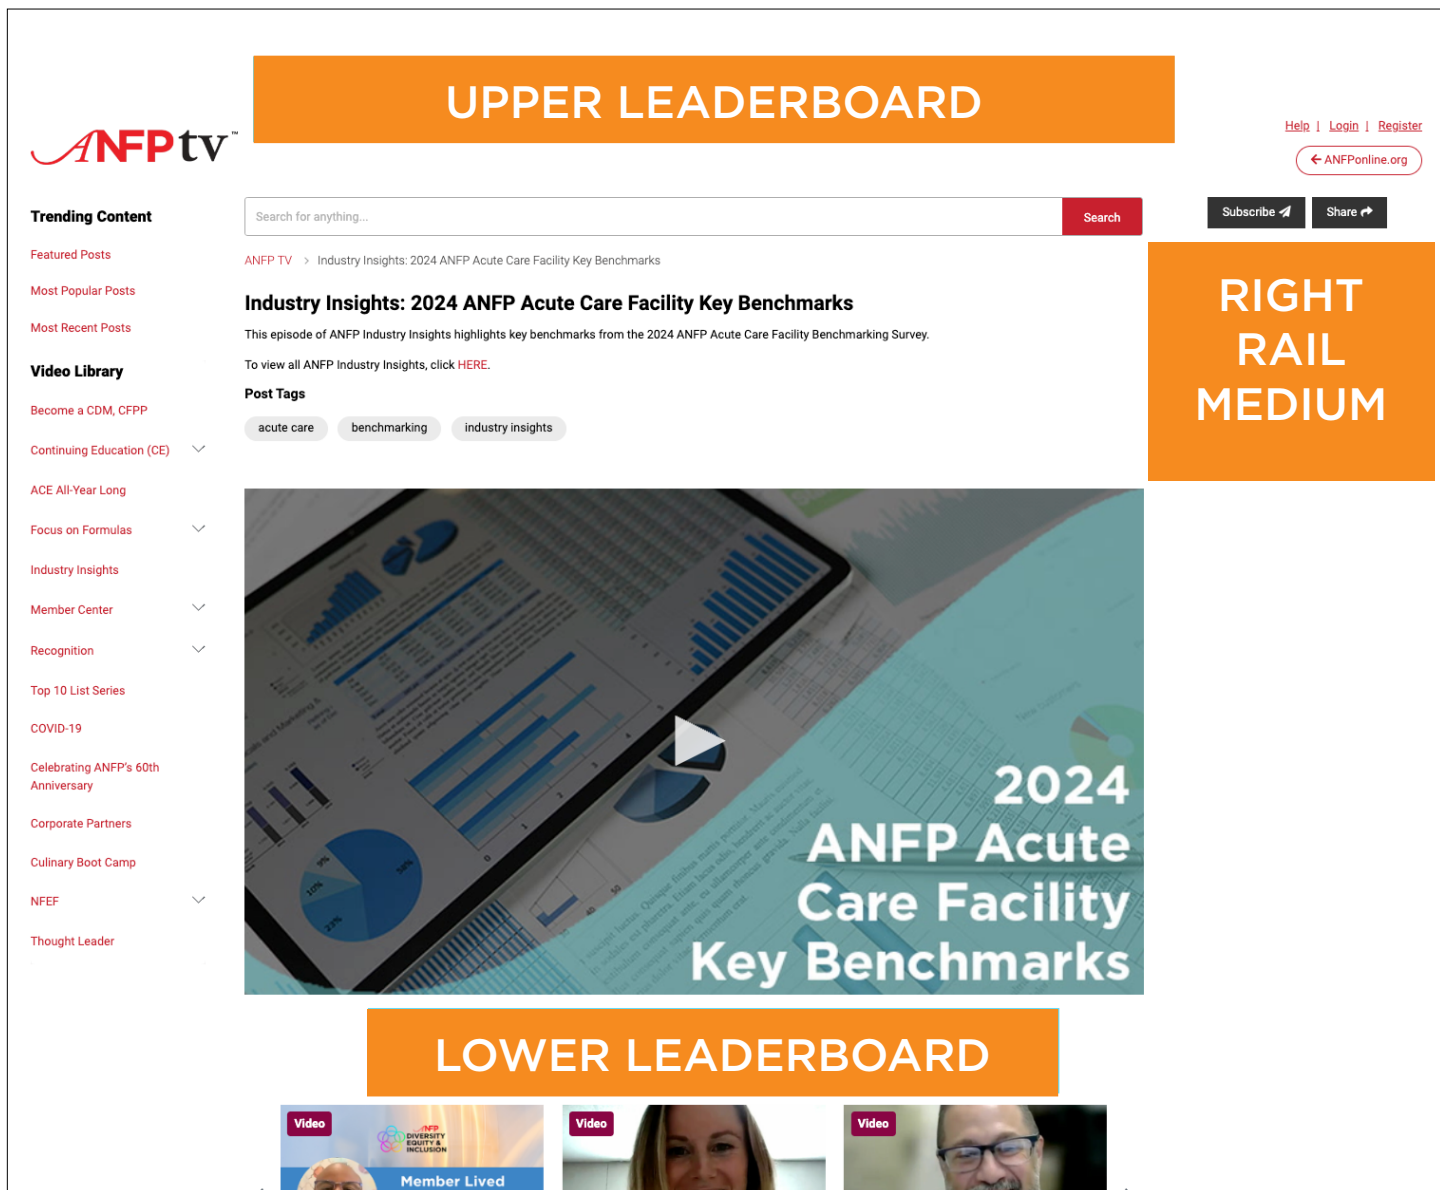 UPPER LEADERBOARD
ANFPtv™
Help | Login | Register
← ANFPonline.org
Trending Content
Featured Posts
Most Popular Posts
Most Recent Posts
Video Library
Become a CDM, CFPP
Continuing Education (CE)
ACE All-Year Long
Focus on Formulas
Industry Insights
Member Center
Recognition
Top 10 List Series
COVID-19
Celebrating ANFP's 60th
Anniversary
Corporate Partners
Culinary Boot Camp
NFEF
Thought Leader
Search for anything...
Search
Subscribe
Share
ANFP TV > Industry Insights: 2024 ANFP Acute Care Facility Key Benchmarks
Industry Insights: 2024 ANFP Acute Care Facility Key Benchmarks
This episode of ANFP Industry Insights highlights key benchmarks from the 2024 ANFP Acute Care Facility Benchmarking Survey.
To view all ANFP Industry Insights, click HERE.
Post Tags
acute care
benchmarking
industry insights
RIGHT
RAIL
MEDIUM
9%
10%
23%
58%
2024
ANFP Acute
Care Facility
Key Benchmarks
LOWER LEADERBOARD
Video
ANFP
DIVERSITY
EQUITY &
INCLUSION
Member Lived
Video
Video